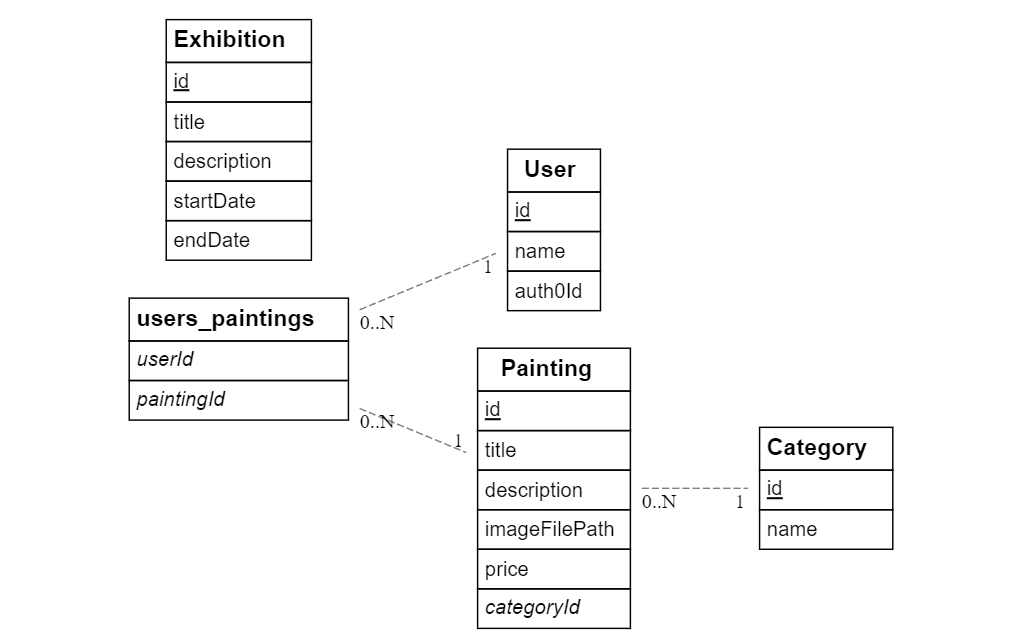 Exhibition
id
title
description
startDate
endDate
User
id
name
auth0Id
1
0..N
users_paintings
userId
paintingId
0..N
1
Painting
id
title
description
imageFilePath
price
categoryId
0..N
1
Category
id
name